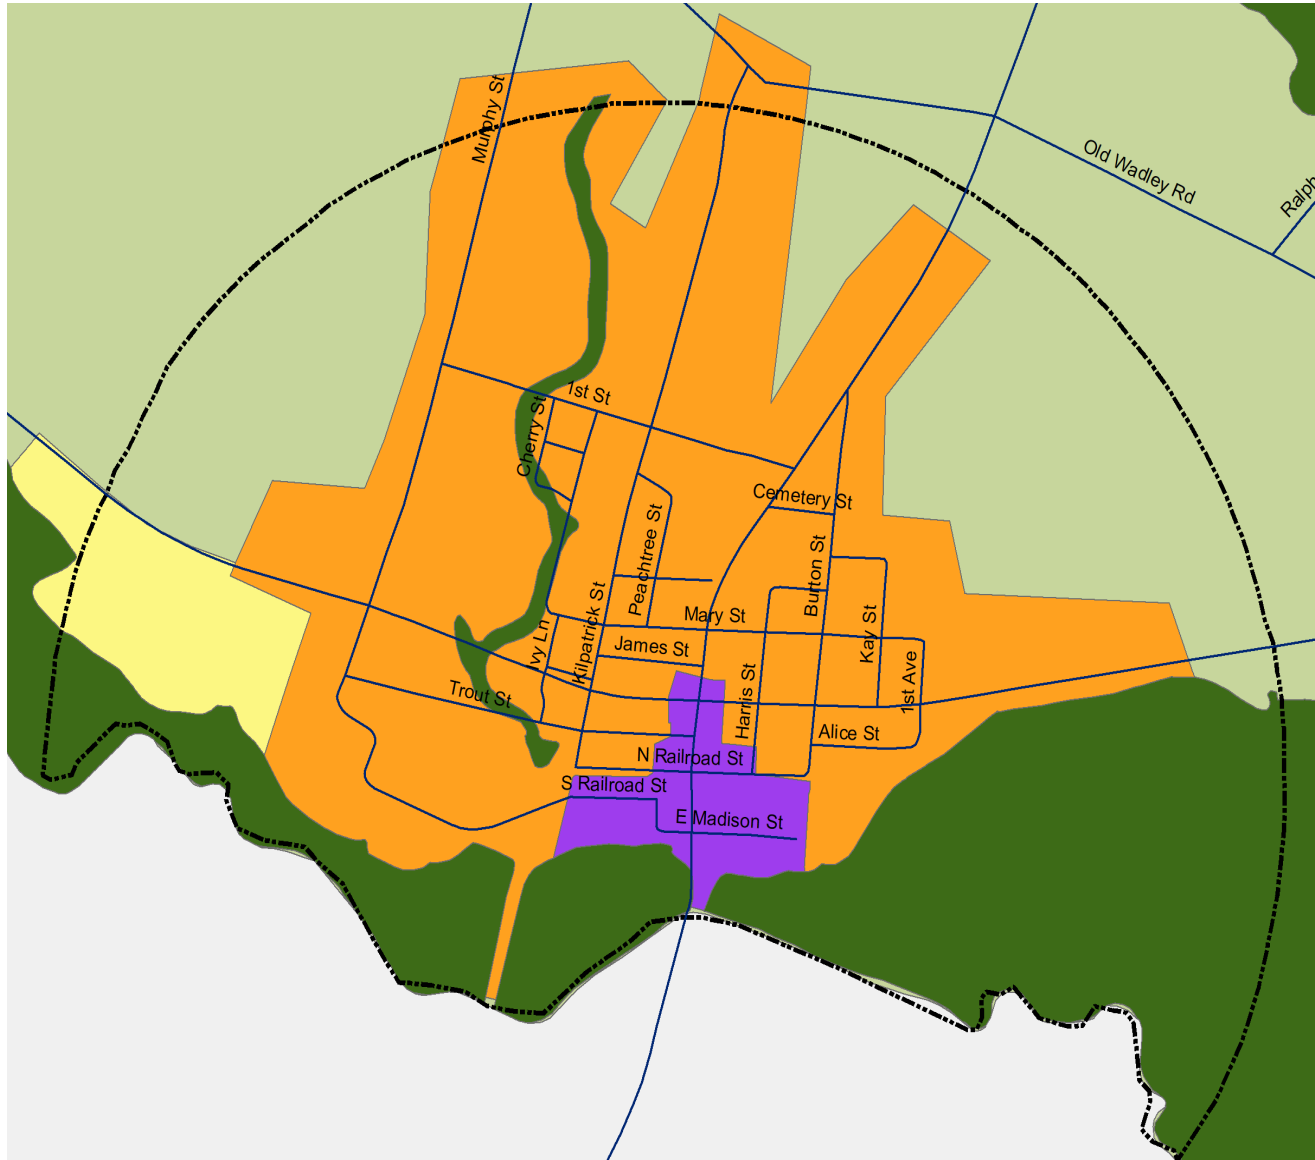 Murphy St
Old Wadley Rd
Ralph
1st St
Cherry St
Cemetery St
Peachtree St
Burton St
Kilpatrick St
Mary St
Kay St
Ivy Ln
James St
1st Ave
Trout St
Harris St
Alice St
N Railroad St
S Railroad St
E Madison St